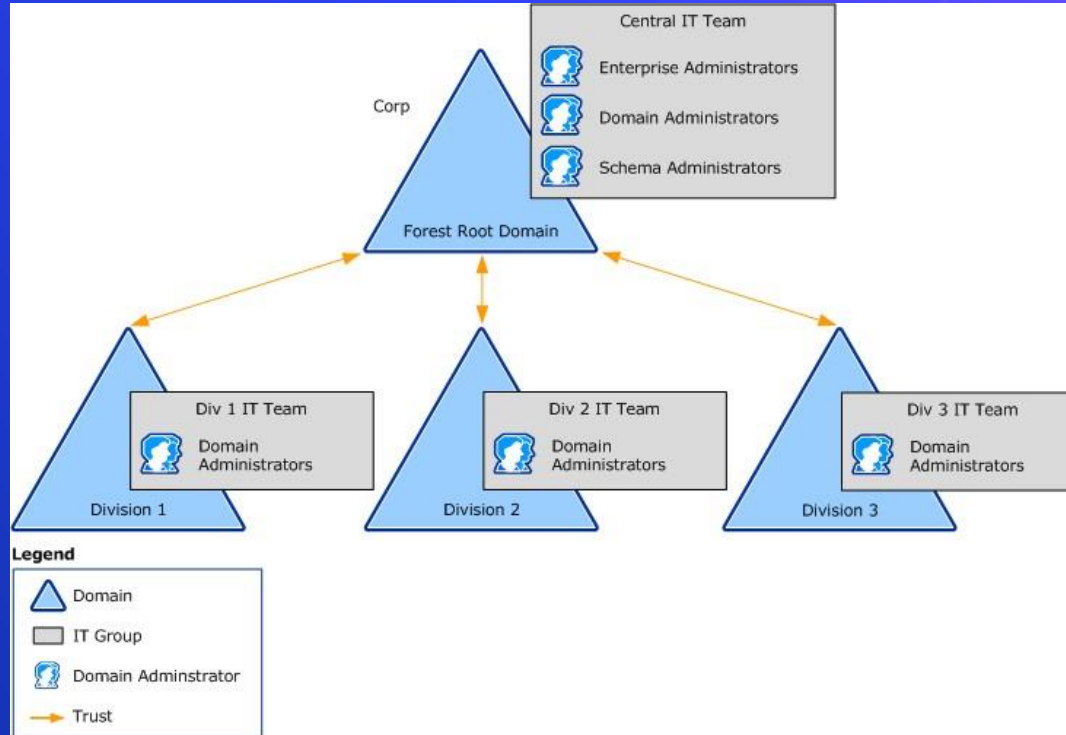 Central IT Team
Enterprise Administrators
Corp
Domain Administrators
Schema Administrators
Forest Root Domain
Div 1 IT Team
Domain
Administrators
Division 1
Div 2 IT Team
Domain
Administrators
Division 2
Div 3 IT Team
Domain
Administrators
Division 3
Legend
Domain
IT Group
Domain Adminstrator
Trust